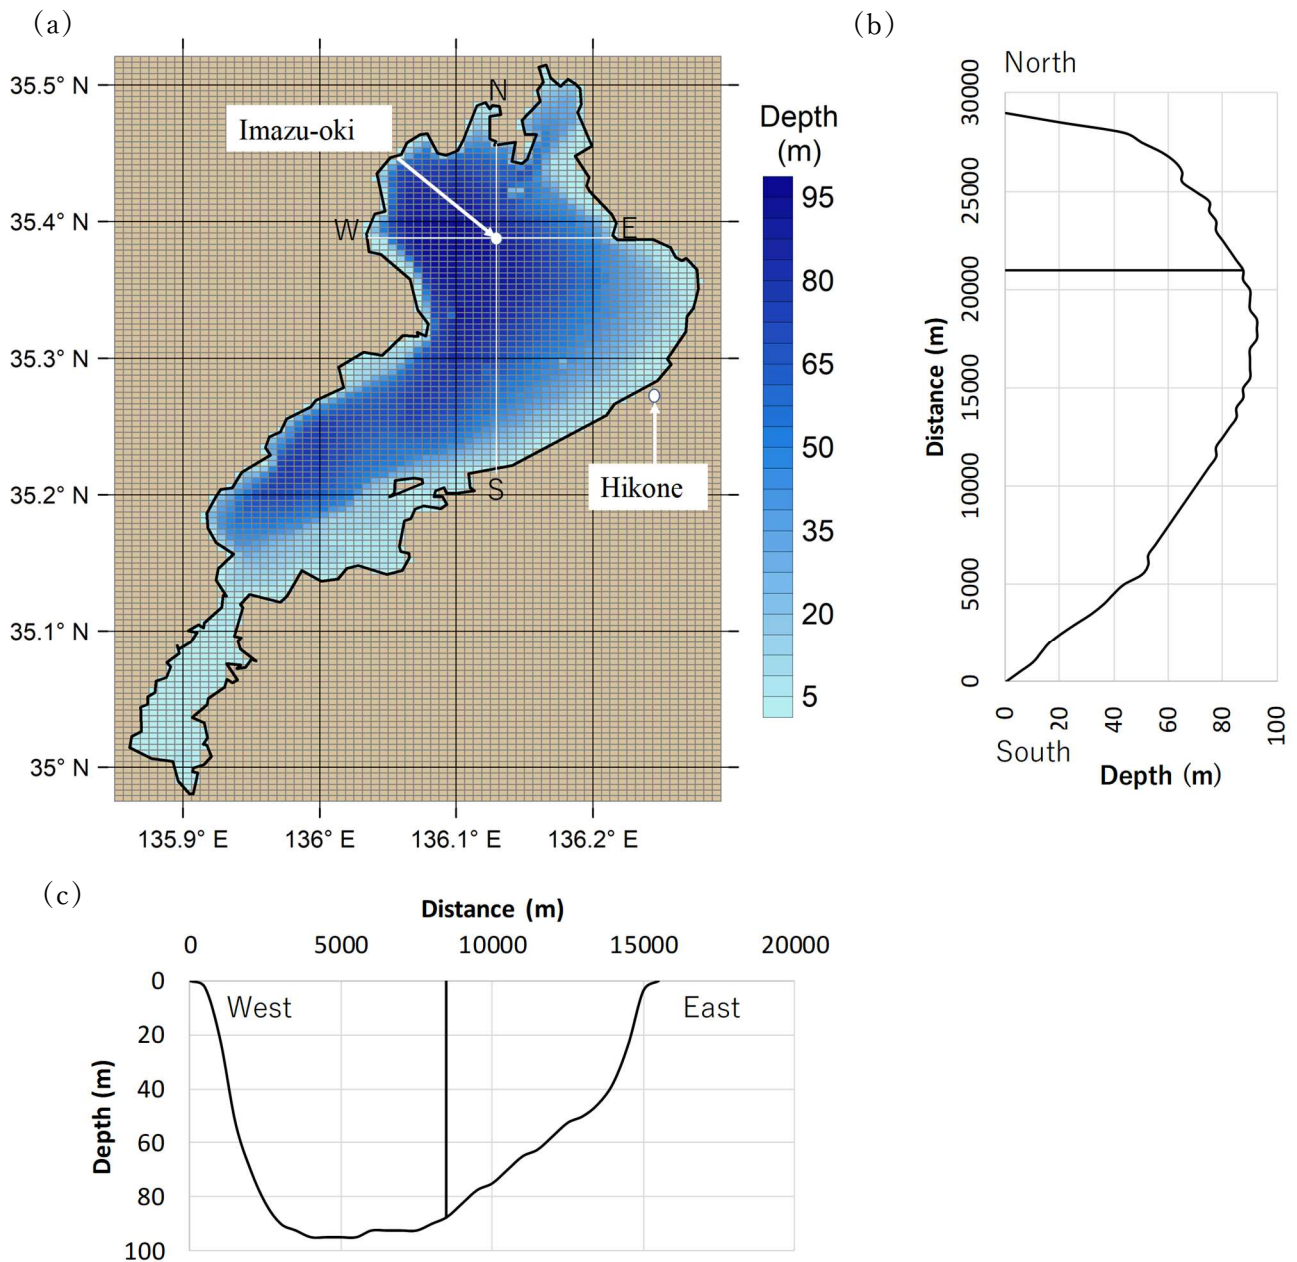 (a)
N
Imazu-oki
W
E
S
Hikone
35.5° N
35.4° N
35.3° N
35.2° N
35.1° N
35° N
135.9° E
136° E
136.1° E
136.2° E
Depth
(m)
95
80
65
50
35
20
5
(b)
North
30000
25000
20000
15000
10000
5000
0
Distance (m)
0
20
40
60
80
100
South
Depth (m)
(c)
Distance (m)
0
5000
10000
15000
20000
West
East
0
20
40
60
80
100
Depth (m)